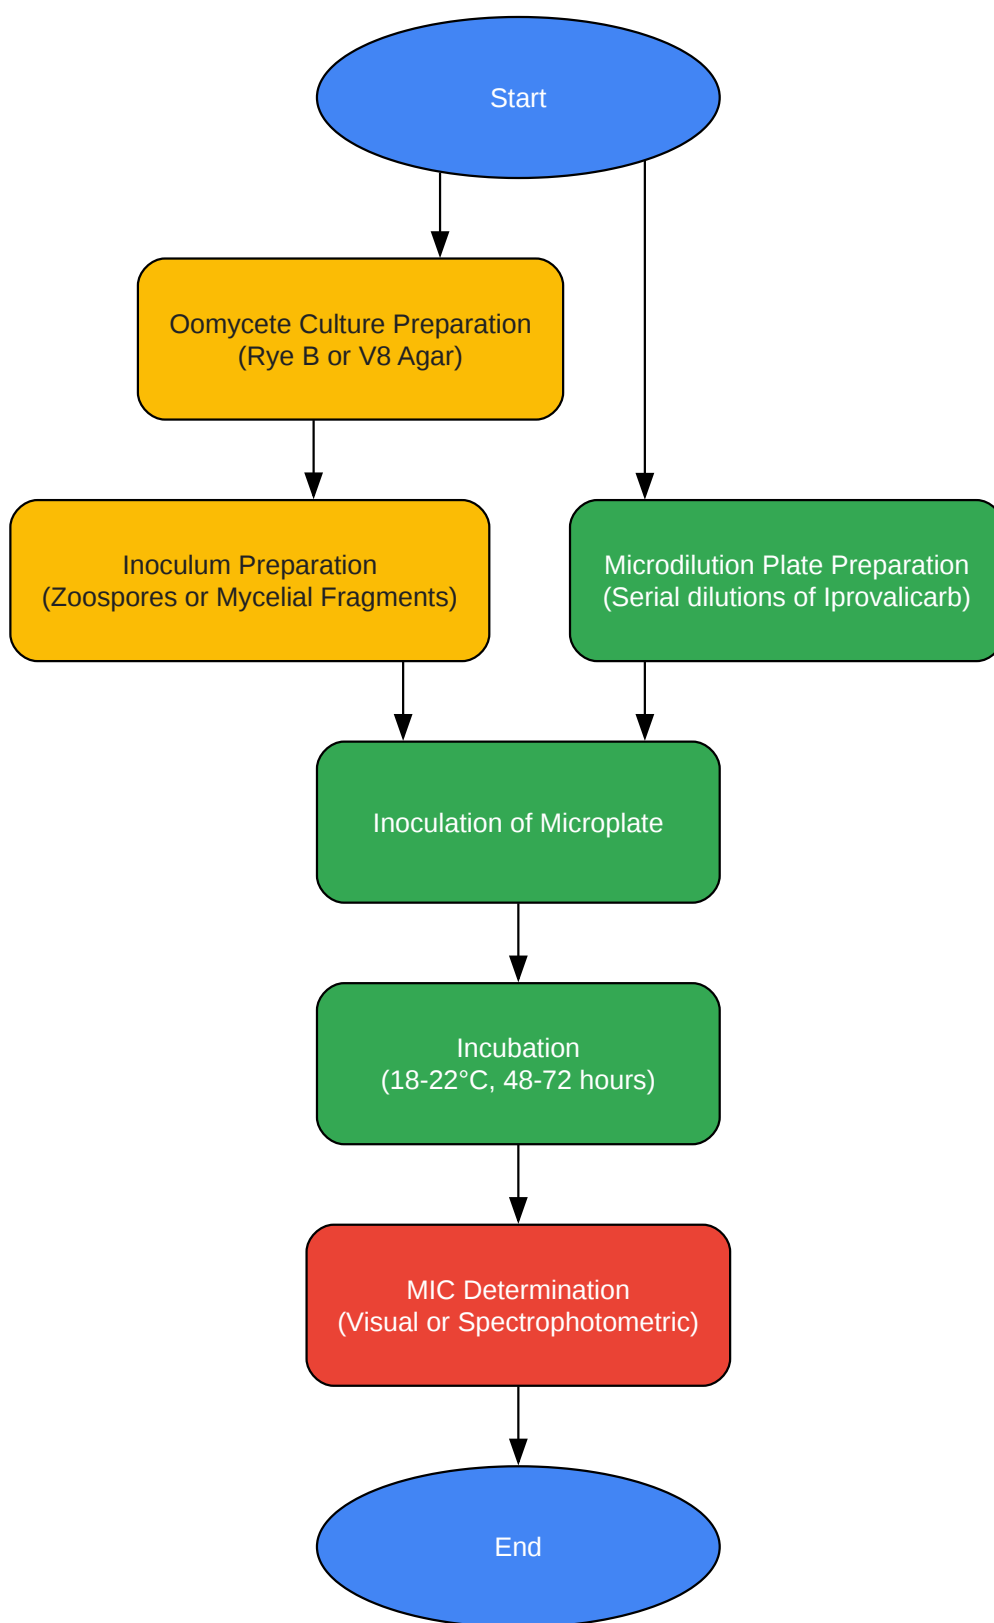 Start
Oomycete Culture Preparation
(Rye B or V8 Agar)
Inoculum Preparation
(Zoospores or Mycelial Fragments)
Microdilution Plate Preparation
(Serial dilutions of Iprovalicarb)
Inoculation of Microplate
Incubation
(18-22°C, 48-72 hours)
MIC Determination
(Visual or Spectrophotometric)
End